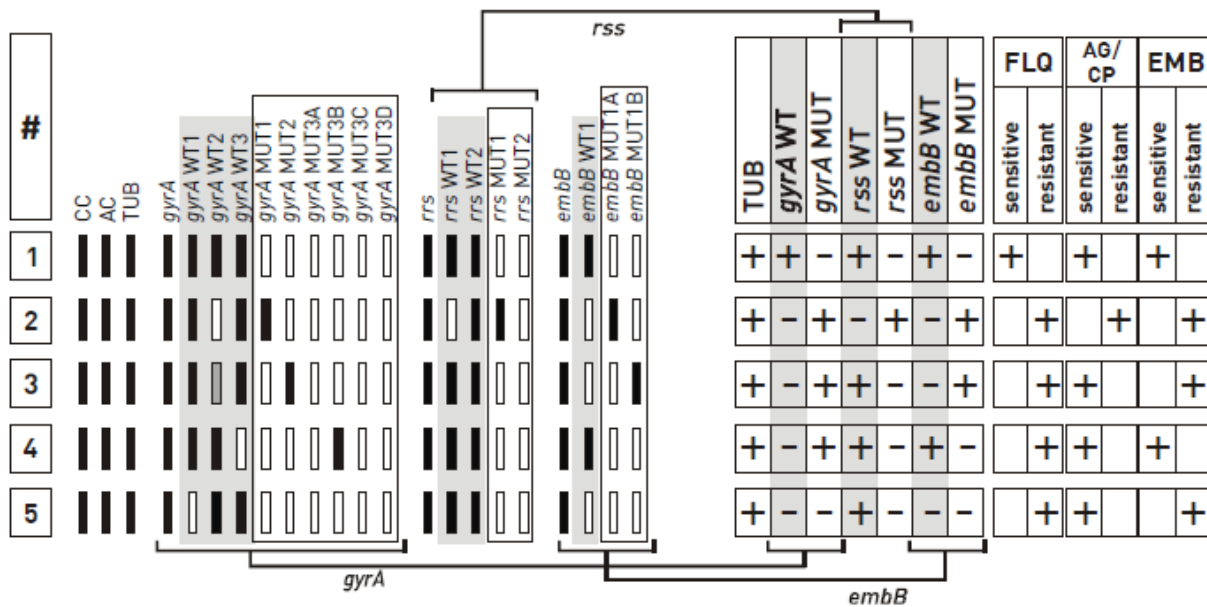 rss
#
CC
AC
TUB
gyrA
gyrA WT1
gyrA WT2
gyrA WT3
gyrA MUT1
gyrA MUT2
gyrA MUT3A
gyrA MUT3B
gyrA MUT3C
gyrA MUT3D
rrs
rrs WT1
rrs WT2
rrs MUT1
rrs MUT2
embB
embB WT1
embB MUT1A
embB MUT1B
TUB
gyrA WT
gyrA MUT
rss WT
rss MUT
embB WT
embB MUT
FLQ
AG/
CP
EMB
sensitive
resistant
sensitive
resistant
sensitive
resistant
1 + + - + - + - + + +
2 + - + - + - + + + +
3 + - + + - - + + + +
4 + - + + - + - + + +
5 + - - + - - - + + +
gyrA
embB